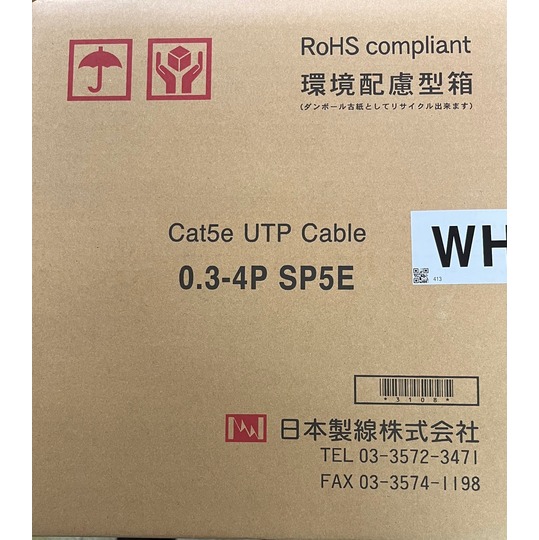 RoHS compliant
環境配慮型箱
(ダンボール古紙としてリサイクル出来ます)
Cat5e UTP Cable
0.3-4P SP5E
WH
413
*3108*
日本製線株式会社
TEL 03-3572-3471
FAX 03-3574-1198